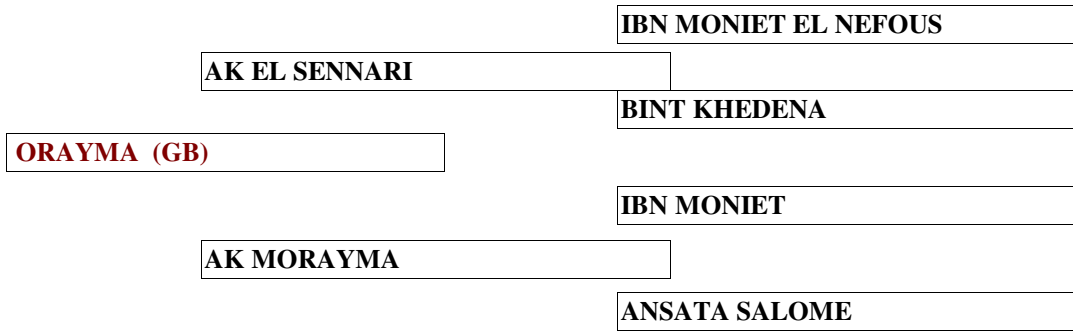 IBN MONIET EL NEFOUS
AK EL SENNARI
BINT KHEDENA
ORAYMA (GB)
IBN MONIET
AK MORAYMA
ANSATA SALOME